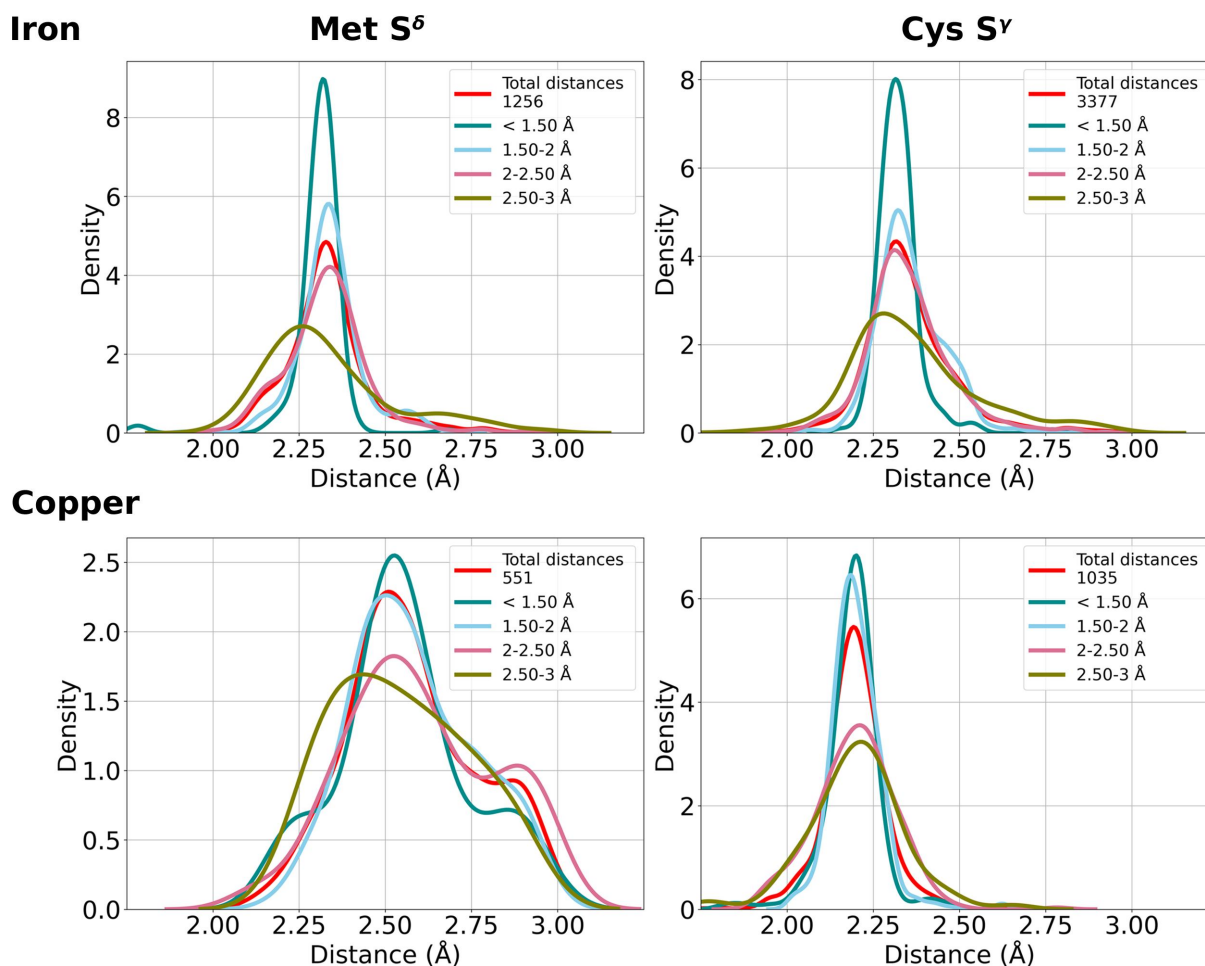 Iron
Met Sᵟ
Cys Sᵞ
Density
8
6
4
2
0
Total distances
1256
< 1.50 Å
1.50-2 Å
2-2.50 Å
2.50-3 Å
2.00 2.25 2.50 2.75 3.00
Distance (Å)
Density
8
6
4
2
0
Total distances
3377
< 1.50 Å
1.50-2 Å
2-2.50 Å
2.50-3 Å
2.00 2.25 2.50 2.75 3.00
Distance (Å)
Copper
Density
2.5
2.0
1.5
1.0
0.5
0.0
Total distances
551
< 1.50 Å
1.50-2 Å
2-2.50 Å
2.50-3 Å
2.00 2.25 2.50 2.75 3.00
Distance (Å)
Density
6
4
2
0
Total distances
1035
< 1.50 Å
1.50-2 Å
2-2.50 Å
2.50-3 Å
2.00 2.25 2.50 2.75 3.00
Distance (Å)